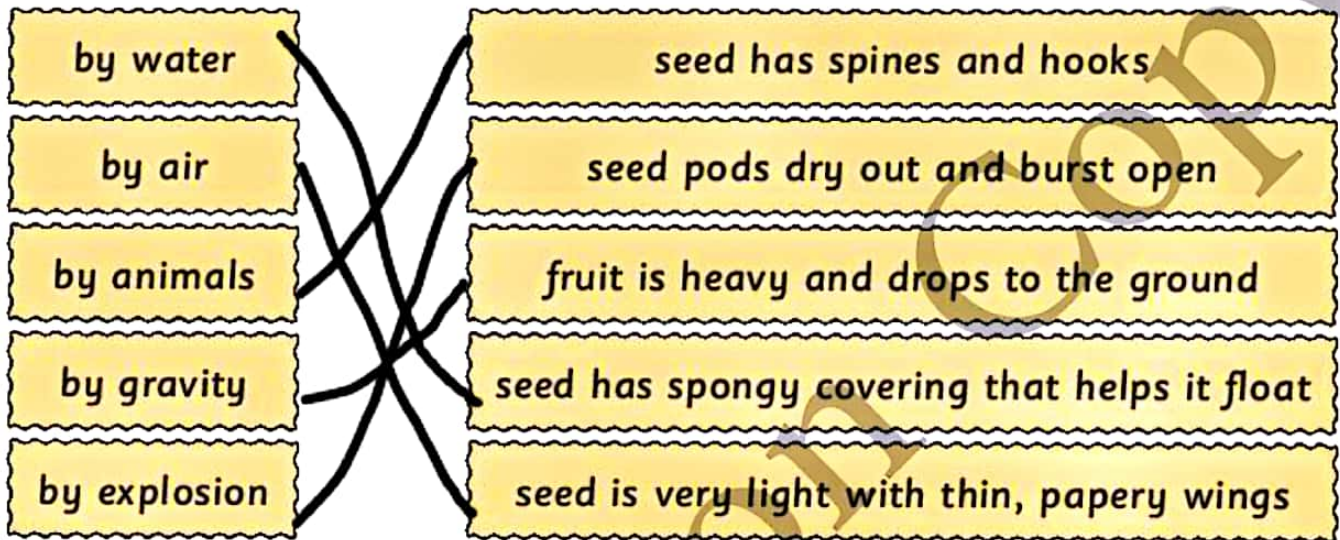 by water
seed has spines and hooks
by air
seed pods dry out and burst open
by animals
fruit is heavy and drops to the ground
by gravity
seed has spongy covering that helps it float
by explosion
seed is very light with thin, papery wings